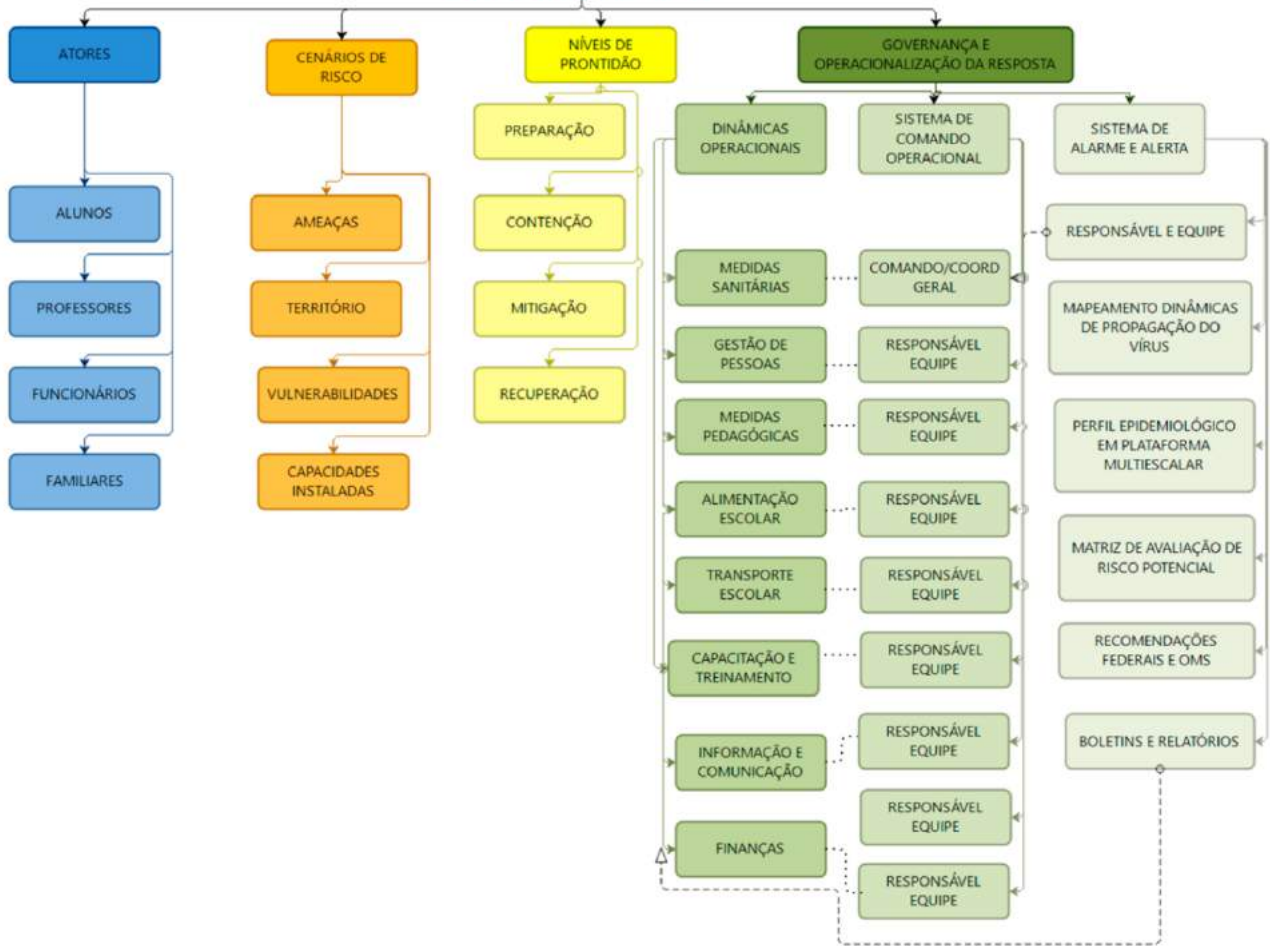 ATORES
ALUNOS
PROFESSORES
FUNCIONÁRIOS
FAMILIARES
CENÁRIOS DE
RISCO
AMEAÇAS
TERRITÓRIO
VULNERABILIDADES
CAPACIDADES
INSTALADAS
NÍVEIS DE
PRONTIDÃO
PREPARAÇÃO
CONTENÇÃO
MITIGAÇÃO
RECUPERAÇÃO
GOVERNANÇA E
OPERACIONALIZAÇÃO DA RESPOSTA
DINÂMICAS
OPERACIONAIS
MEDIDAS
SANITÁRIAS
GESTÃO DE
PESSOAS
MEDIDAS
PEDAGÓGICAS
ALIMENTAÇÃO
ESCOLAR
TRANSPORTE
ESCOLAR
CAPACITAÇÃO E
TREINAMENTO
INFORMAÇÃO E
COMUNICAÇÃO
FINANÇAS
SISTEMA DE
COMANDO
OPERACIONAL
COMANDO/COORD
GERAL
RESPONSÁVEL
EQUIPE
RESPONSÁVEL
EQUIPE
RESPONSÁVEL
EQUIPE
RESPONSÁVEL
EQUIPE
RESPONSÁVEL
EQUIPE
RESPONSÁVEL
EQUIPE
RESPONSÁVEL
EQUIPE
RESPONSÁVEL
EQUIPE
SISTEMA DE
ALARME E ALERTA
RESPONSÁVEL E EQUIPE
MAPEAMENTO DINÂMICAS
DE PROPAGAÇÃO DO
VÍRUS
PERFIL EPIDEMIOLÓGICO
EM PLATAFORMA
MULTIESCALAR
MATRIZ DE AVALIAÇÃO DE
RISCO POTENCIAL
RECOMENDAÇÕES
FEDERAIS E OMS
BOLETINS E RELATÓRIOS